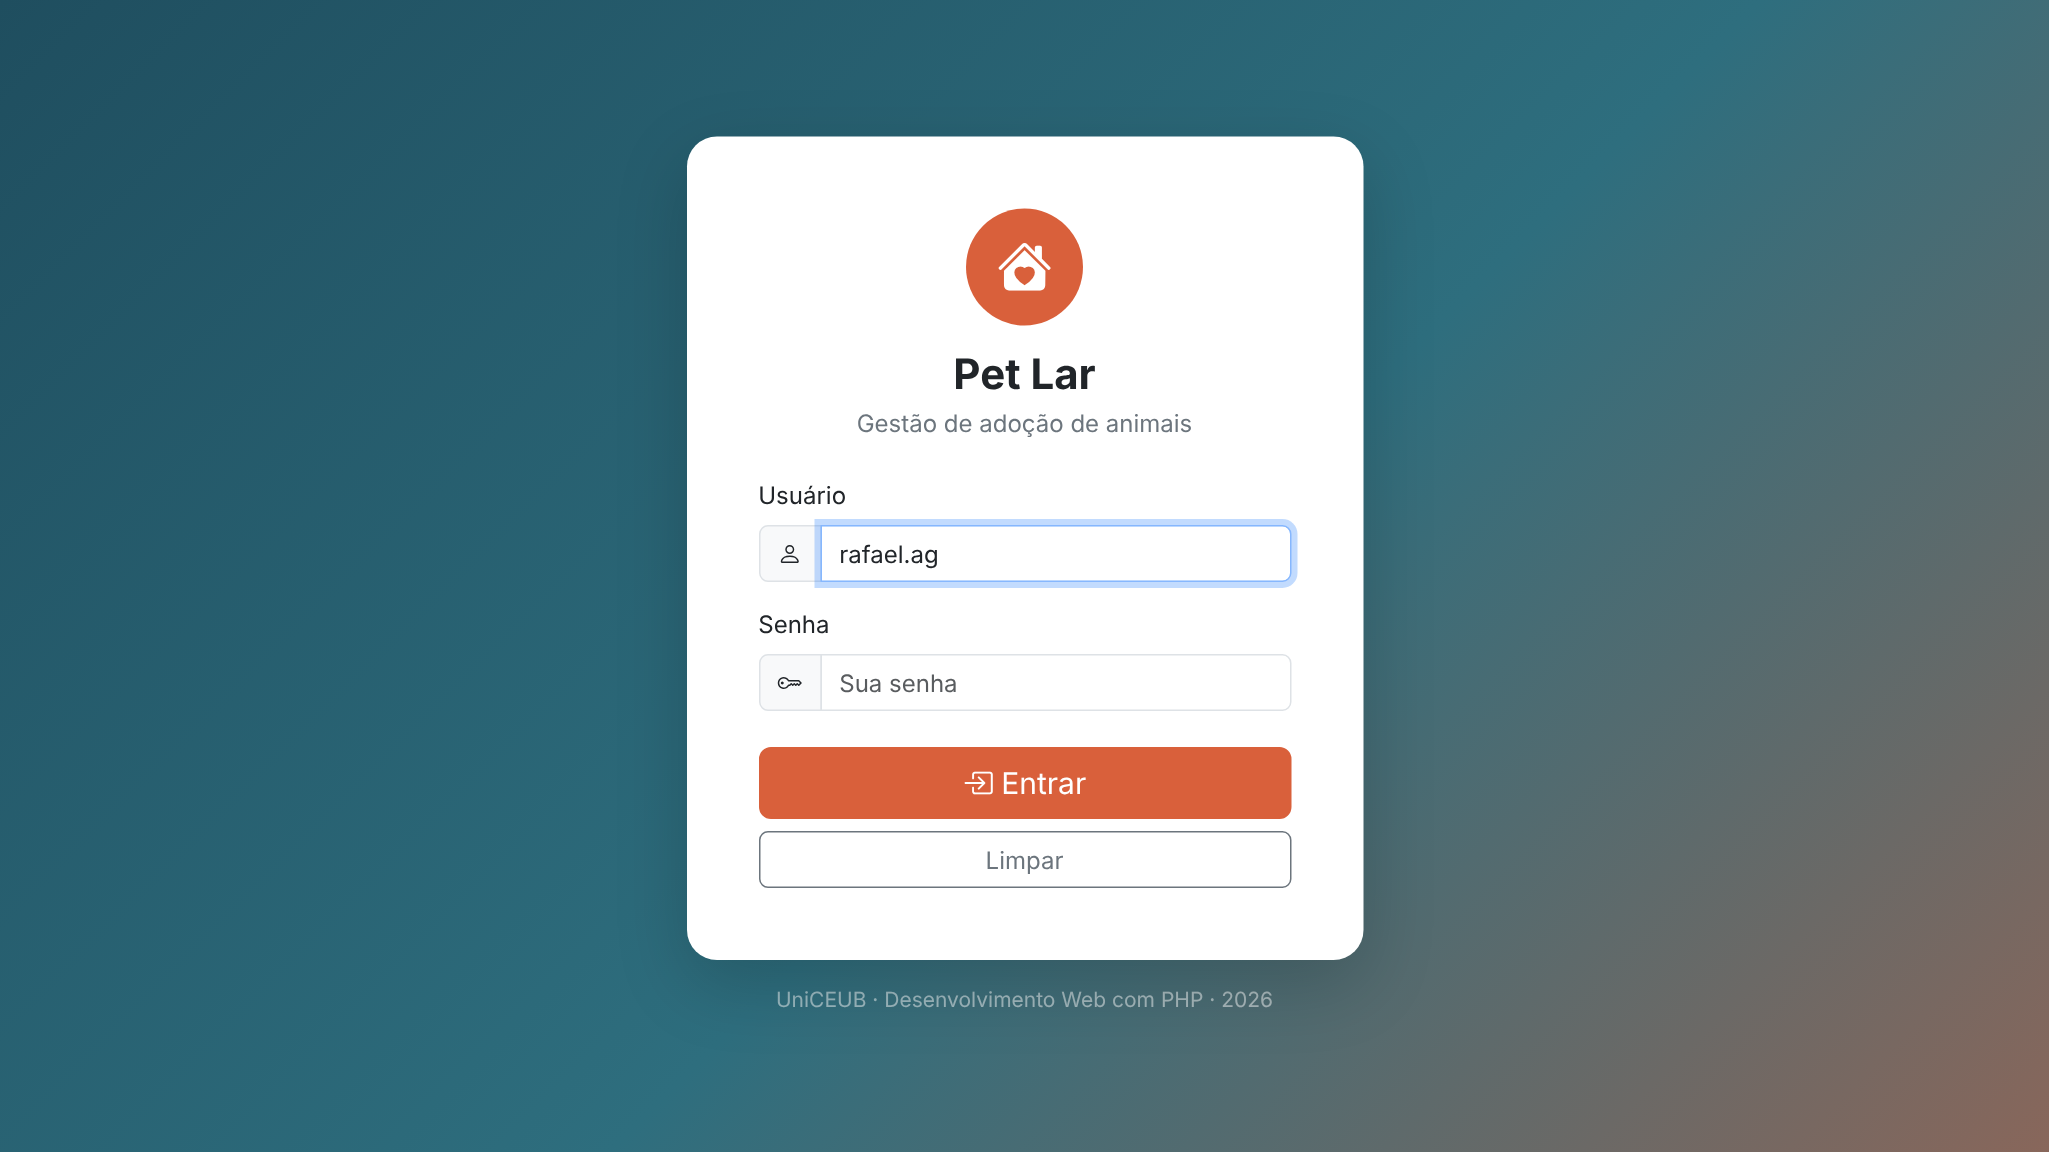 Pet Lar
Gestão de adoção de animais
Usuário
rafael.ag
Senha
Sua senha
Entrar
Limpar
UniCEUB · Desenvolvimento Web com PHP · 2026